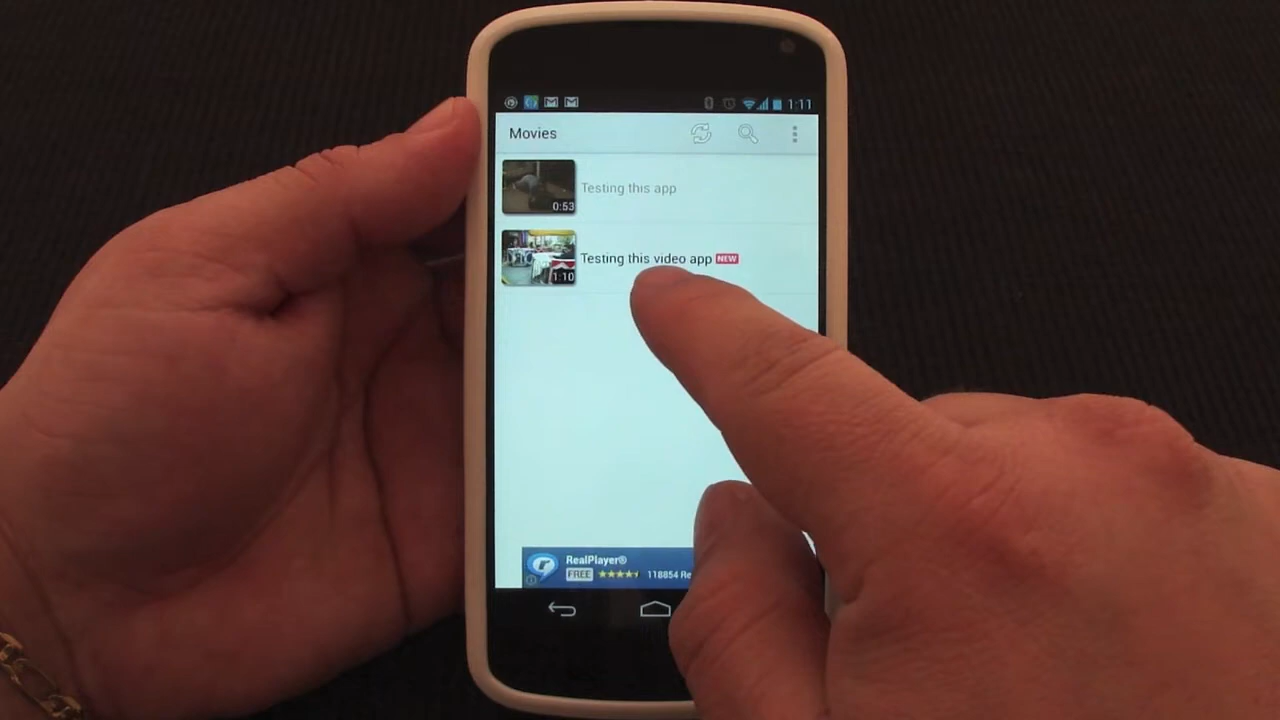 1:11
Movies
0:53
Testing this app
1:10
Testing this video app NEW
RealPlayer®
FREE 118854 Re